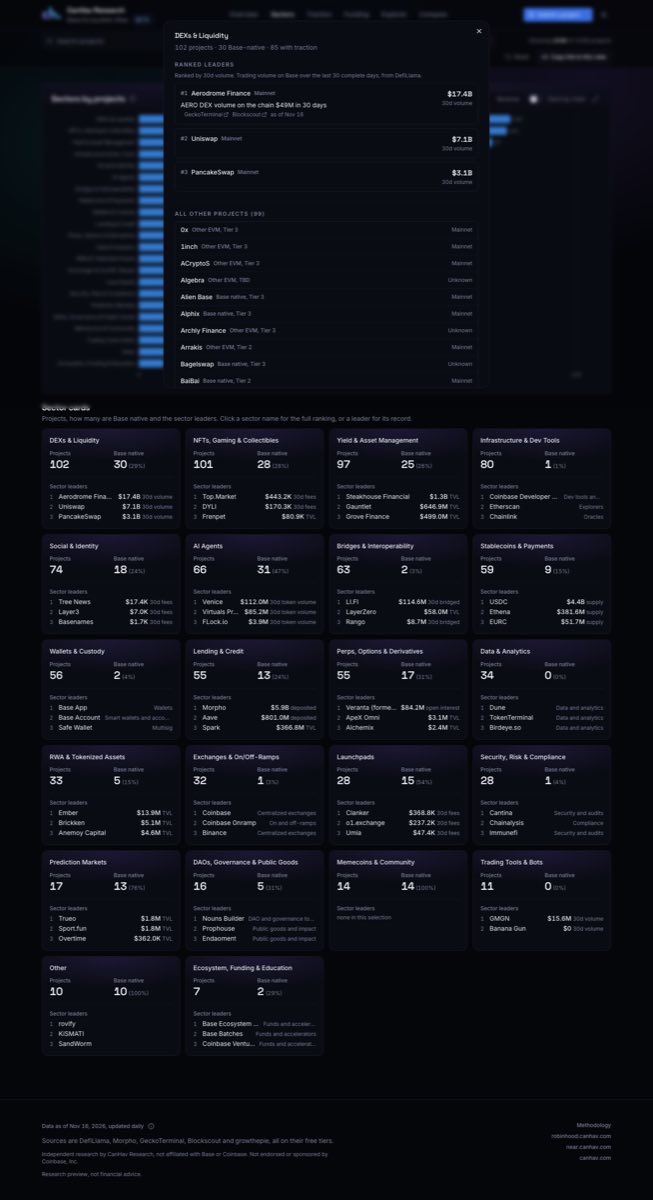 CanHav Research
Overview Sectors Traction Funding Explorer Compare
DEXs & Liquidity
102 projects · 30 Base-native · 85 with traction
RANKED LEADERS
Ranked by 30d volume. Trading volume on Base over the last 30 complete days, from DefiLlama.
#1 Aerodrome Finance Mainnet $17.4B
30d volume
AERO DEX volume on the chain $49M in 30 days
GeckoTerminal Blockscout as of Nov 16
#2 Uniswap Mainnet $7.1B
30d volume
#3 PancakeSwap Mainnet $3.1B
30d volume
ALL OTHER PROJECTS (99)
0x Other EVM, Tier 3 Mainnet
1inch Other EVM, Tier 3 Mainnet
ACryptoS Other EVM, Tier 3 Mainnet
Algebra Other EVM, TBD Unknown
Alien Base Base native, Tier 3 Mainnet
Alphix Base native, Tier 3 Mainnet
Archly Finance Other EVM, Tier 3 Unknown
Arrakis Other EVM, Tier 2 Mainnet
Bagelswap Base native, Tier 3 Unknown
BaiBai Base native, Tier 2 Mainnet
Sectors by projects
Sector cards
Projects, how many are Base native and the sector leaders. Click a sector name for the full ranking, or a leader for its record.
DEXs & Liquidity
Projects Base native
102 30 (29%)
Sector leaders
1 Aerodrome Fina... $17.4B 30d volume
2 Uniswap $7.1B 30d volume
3 PancakeSwap $3.1B 30d volume
NFTs, Gaming & Collectibles
Projects Base native
101 28 (28%)
Sector leaders
1 Top.Market $443.2K 30d fees
2 DYLI $170.3K 30d fees
3 Frenpet $80.9K TVL
Yield & Asset Management
Projects Base native
97 25 (26%)
Sector leaders
1 Steakhouse Financial $1.3B TVL
2 Gauntlet $646.9M TVL
3 Grove Finance $499.0M TVL
Infrastructure & Dev Tools
Projects Base native
80 1 (1%)
Sector leaders
1 Coinbase Developer ... Dev tools an...
2 Etherscan Explorers
3 Chainlink Oracles
Social & Identity
Projects Base native
74 18 (24%)
Sector leaders
1 Tree News $17.4K 30d fees
2 Layer3 $7.0K 30d fees
3 Basenames $1.7K 30d fees
AI Agents
Projects Base native
66 31 (47%)
Sector leaders
1 Venice $112.0M 30d token volume
2 Virtuals Pr... $85.2M 30d token volume
3 FLock.io $3.9M 30d token volume
Bridges & Interoperability
Projects Base native
63 2 (3%)
Sector leaders
1 LI.FI $114.6M 30d bridged
2 LayerZero $58.0M 30d bridged
3 Rango $8.7M 30d bridged
Stablecoins & Payments
Projects Base native
59 9 (15%)
Sector leaders
1 USDC $4.4B supply
2 Ethena $381.6M supply
3 EURC $51.7M supply
Wallets & Custody
Projects Base native
56 2 (4%)
Sector leaders
1 Base App Wallets
2 Base Account Smart wallets and acco...
3 Safe Wallet Multisig
Lending & Credit
Projects Base native
55 13 (24%)
Sector leaders
1 Morpho $5.9B deposited
2 Aave $801.0M deposited
3 Spark $366.8M TVL
Perps, Options & Derivatives
Projects Base native
55 17 (31%)
Sector leaders
1 Veranta (forme... $84.2M open interest
2 ApeX Omni $3.1M TVL
3 Alchemix $2.4M TVL
Data & Analytics
Projects Base native
34 0 (0%)
Sector leaders
1 Dune Data and analytics
2 TokenTerminal Data and analytics
3 Birdeye.so Data and analytics
RWA & Tokenized Assets
Projects Base native
33 5 (15%)
Sector leaders
1 Ember $13.9M TVL
2 Brickken $5.1M TVL
3 Anemoy Capital $4.6M TVL
Exchanges & On/Off-Ramps
Projects Base native
32 1 (3%)
Sector leaders
1 Coinbase Centralized exchanges
2 Coinbase Onramp On and off-ramps
3 Binance Centralized exchanges
Launchpads
Projects Base native
28 15 (54%)
Sector leaders
1 Clanker $368.8K 30d fees
2 o1.exchange $237.2K 30d fees
3 Umia $47.4K 30d fees
Security, Risk & Compliance
Projects Base native
28 1 (4%)
Sector leaders
1 Cantina Security and audits
2 Chainalysis Compliance
3 Immunefi Security and audits
Prediction Markets
Projects Base native
17 13 (76%)
Sector leaders
1 Trueo $1.8M TVL
2 Sport.fun $1.8M TVL
3 Overtime $362.0K TVL
DAOs, Governance & Public Goods
Projects Base native
16 5 (31%)
Sector leaders
1 Nouns Builder DAO and governance to...
2 Prophouse Public goods and impact
3 Endaoment Public goods and impact
Memecoins & Community
Projects Base native
14 14 (100%)
Sector leaders
none in this selection
Trading Tools & Bots
Projects Base native
11 0 (0%)
Sector leaders
1 GMGN $15.6M 30d volume
2 Banana Gun $0 30d volume
Other
Projects Base native
10 10 (100%)
Sector leaders
1 rovify
2 KiSMATI
3 SandWorm
Ecosystem, Funding & Education
Projects Base native
7 2 (29%)
Sector leaders
1 Base Ecosystem ... Funds and acceler...
2 Base Batches Funds and accelerators
3 Coinbase Ventu... Funds and accelerat...
Data as of Nov 16, 2026, updated daily
Sources are DefiLlama, Morpho, GeckoTerminal, Blockscout and growthepie, all on their free tiers.
Independent research by CanHav Research, not affiliated with Base or Coinbase. Not endorsed or sponsored by
Coinbase, Inc.
Research preview, not financial advice.
Methodology
robinhood.canhav.com
near.canhav.com
canhav.com